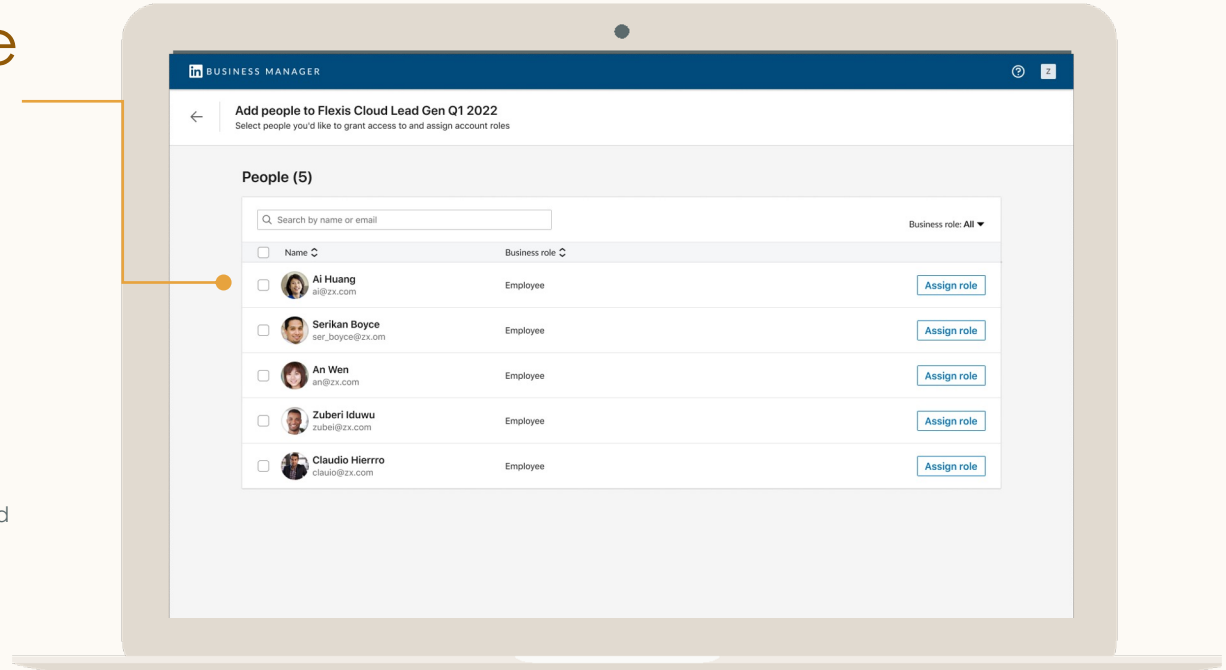 e
in BUSINESS MANAGER
Z
Add people to Flexis Cloud Lead Gen Q1 2022
Select people you'd like to grant access to and assign account roles
People (5)
Search by name or email
Business role: All
Name Business role
Ai Huang
ai@zx.com
Employee
Assign role
Serikan Boyce
ser_boyce@zx.om
Employee
Assign role
An Wen
an@zx.com
Employee
Assign role
Zuberi Iduwu
zubei@zx.com
Employee
Assign role
Claudio Hierrro
clauio@zx.com
Employee
Assign role
d